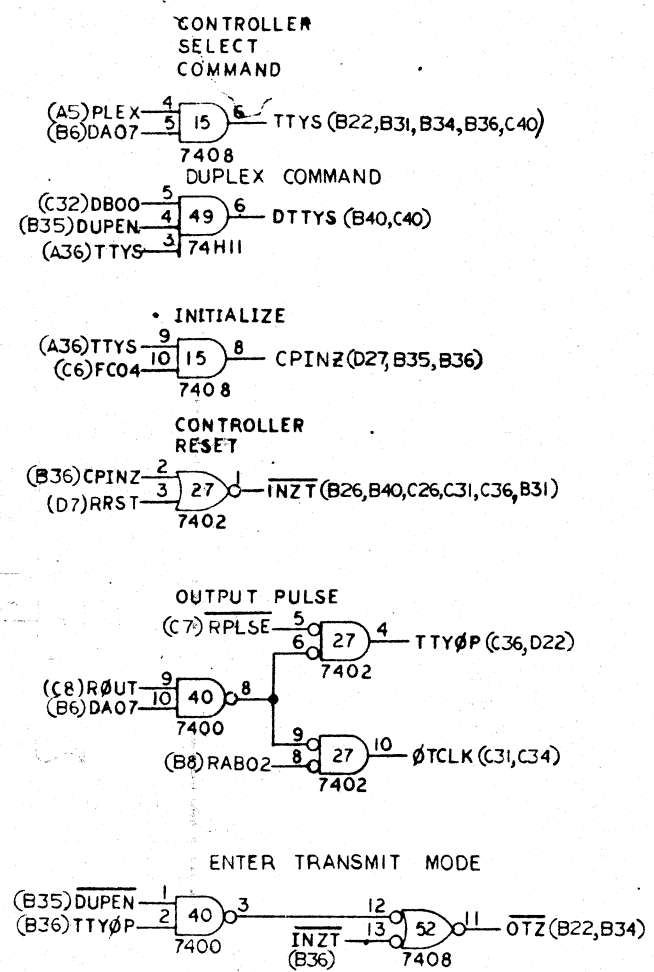 CONTROLLER
SELECT
COMMAND
(A5)PLEX 4
(B6)DA07 5
15
6
TTYS (B22,B31,B34,B36,C40)
7408
DUPLEX COMMAND
(C32)DB00 5
(B35)DUPEN 4
(A36)TTYS 3
49
6
DTTYS (B40,C40)
74H11
INITIALIZE
(A36)TTYS 9
(C6)FC04 10
15
8
CPINZ(D27,B35,B36)
7408
CONTROLLER
RESET
(B36)CPINZ 2
(D7)RRST 3
27
1
INZT(B26,B40,C26,C31,C36,B31)
7402
OUTPUT PULSE
(C7)RPLSE 5
6
27
4
TTYØP (C36,D22)
7402
(C8)RØUT 9
(B6)DA07 10
40
8
7400
9
(B8)RAB02 8
27
10
ØTCLK (C31,C34)
7402
ENTER TRANSMIT MODE
(B35)DUPEN 1
(B36)TTYØP 2
40
3
7400
12
INZT 13
(B36)
52
11
OTZ (B22,B34)
7408